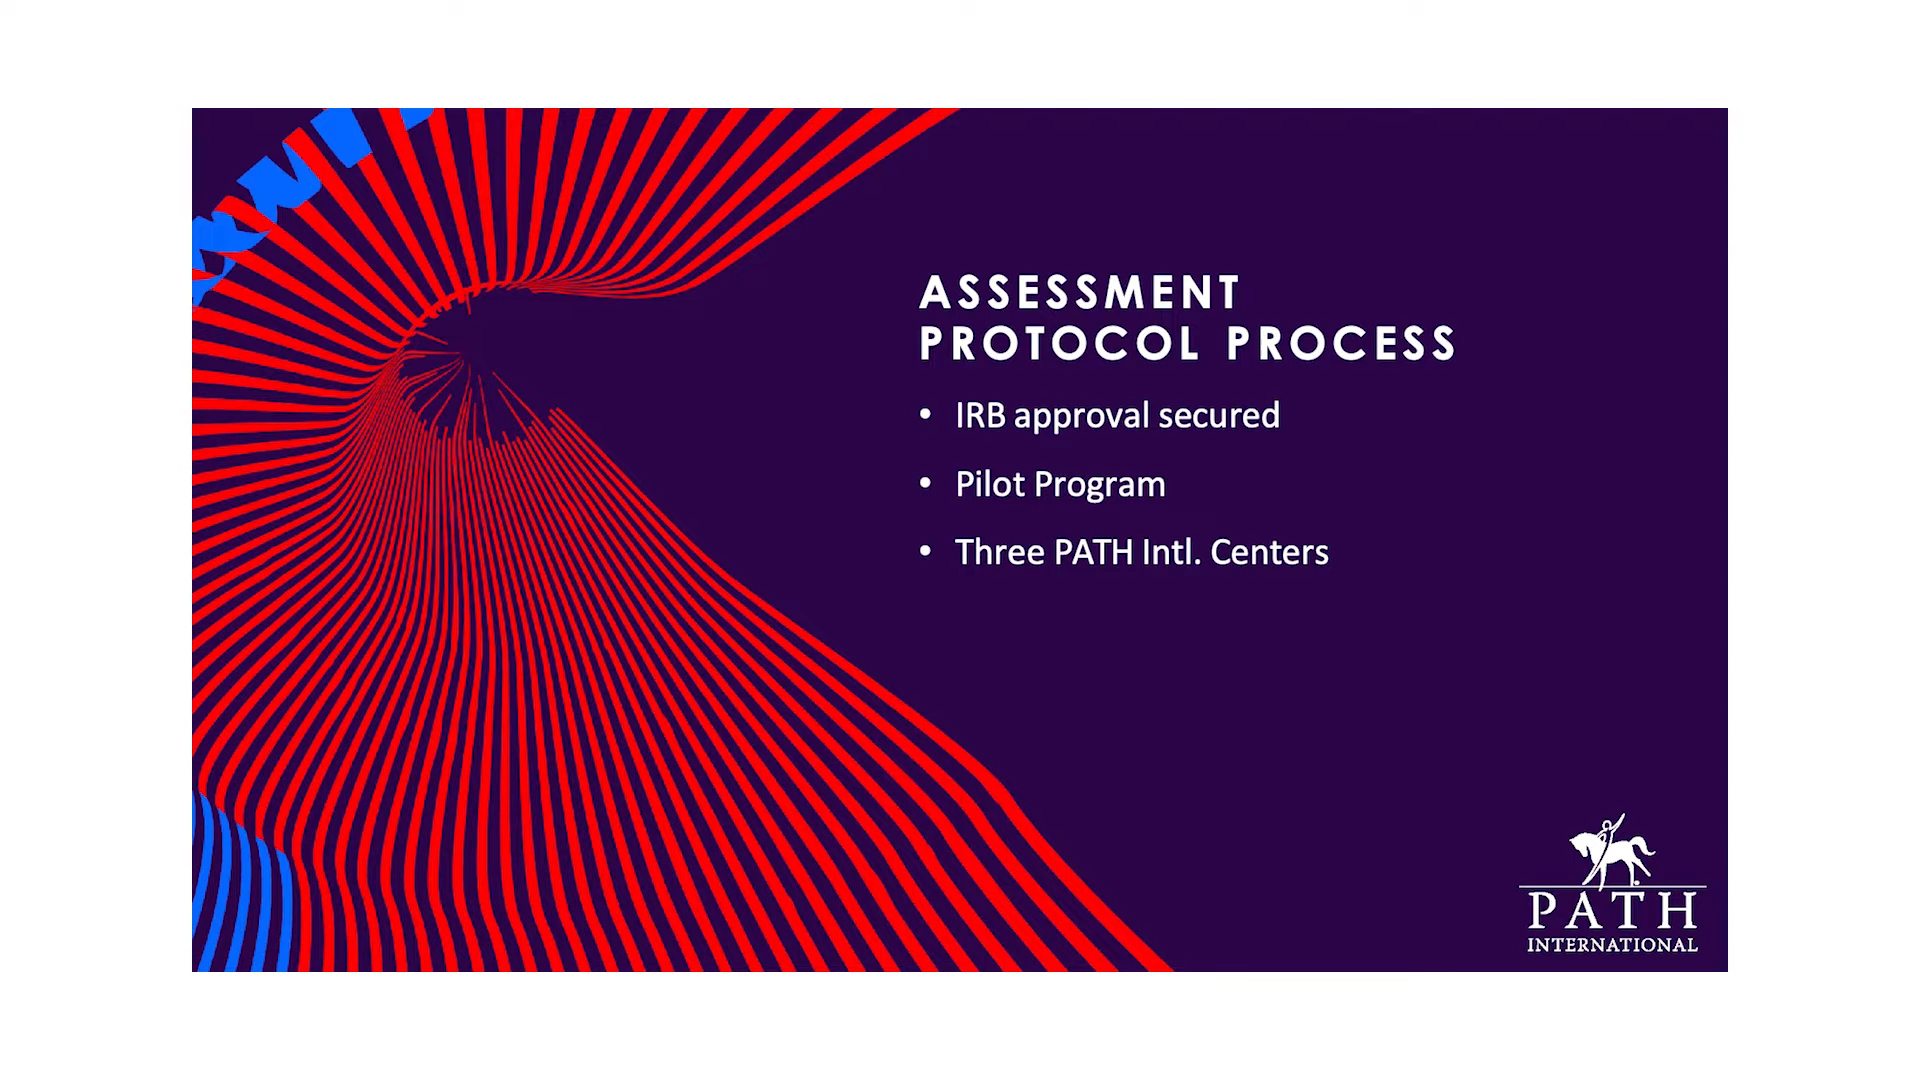 ASSESSMENT
PROTOCOL PROCESS
• IRB approval secured
• Pilot Program
• Three PATH Intl. Centers
PATH
INTERNATIONAL